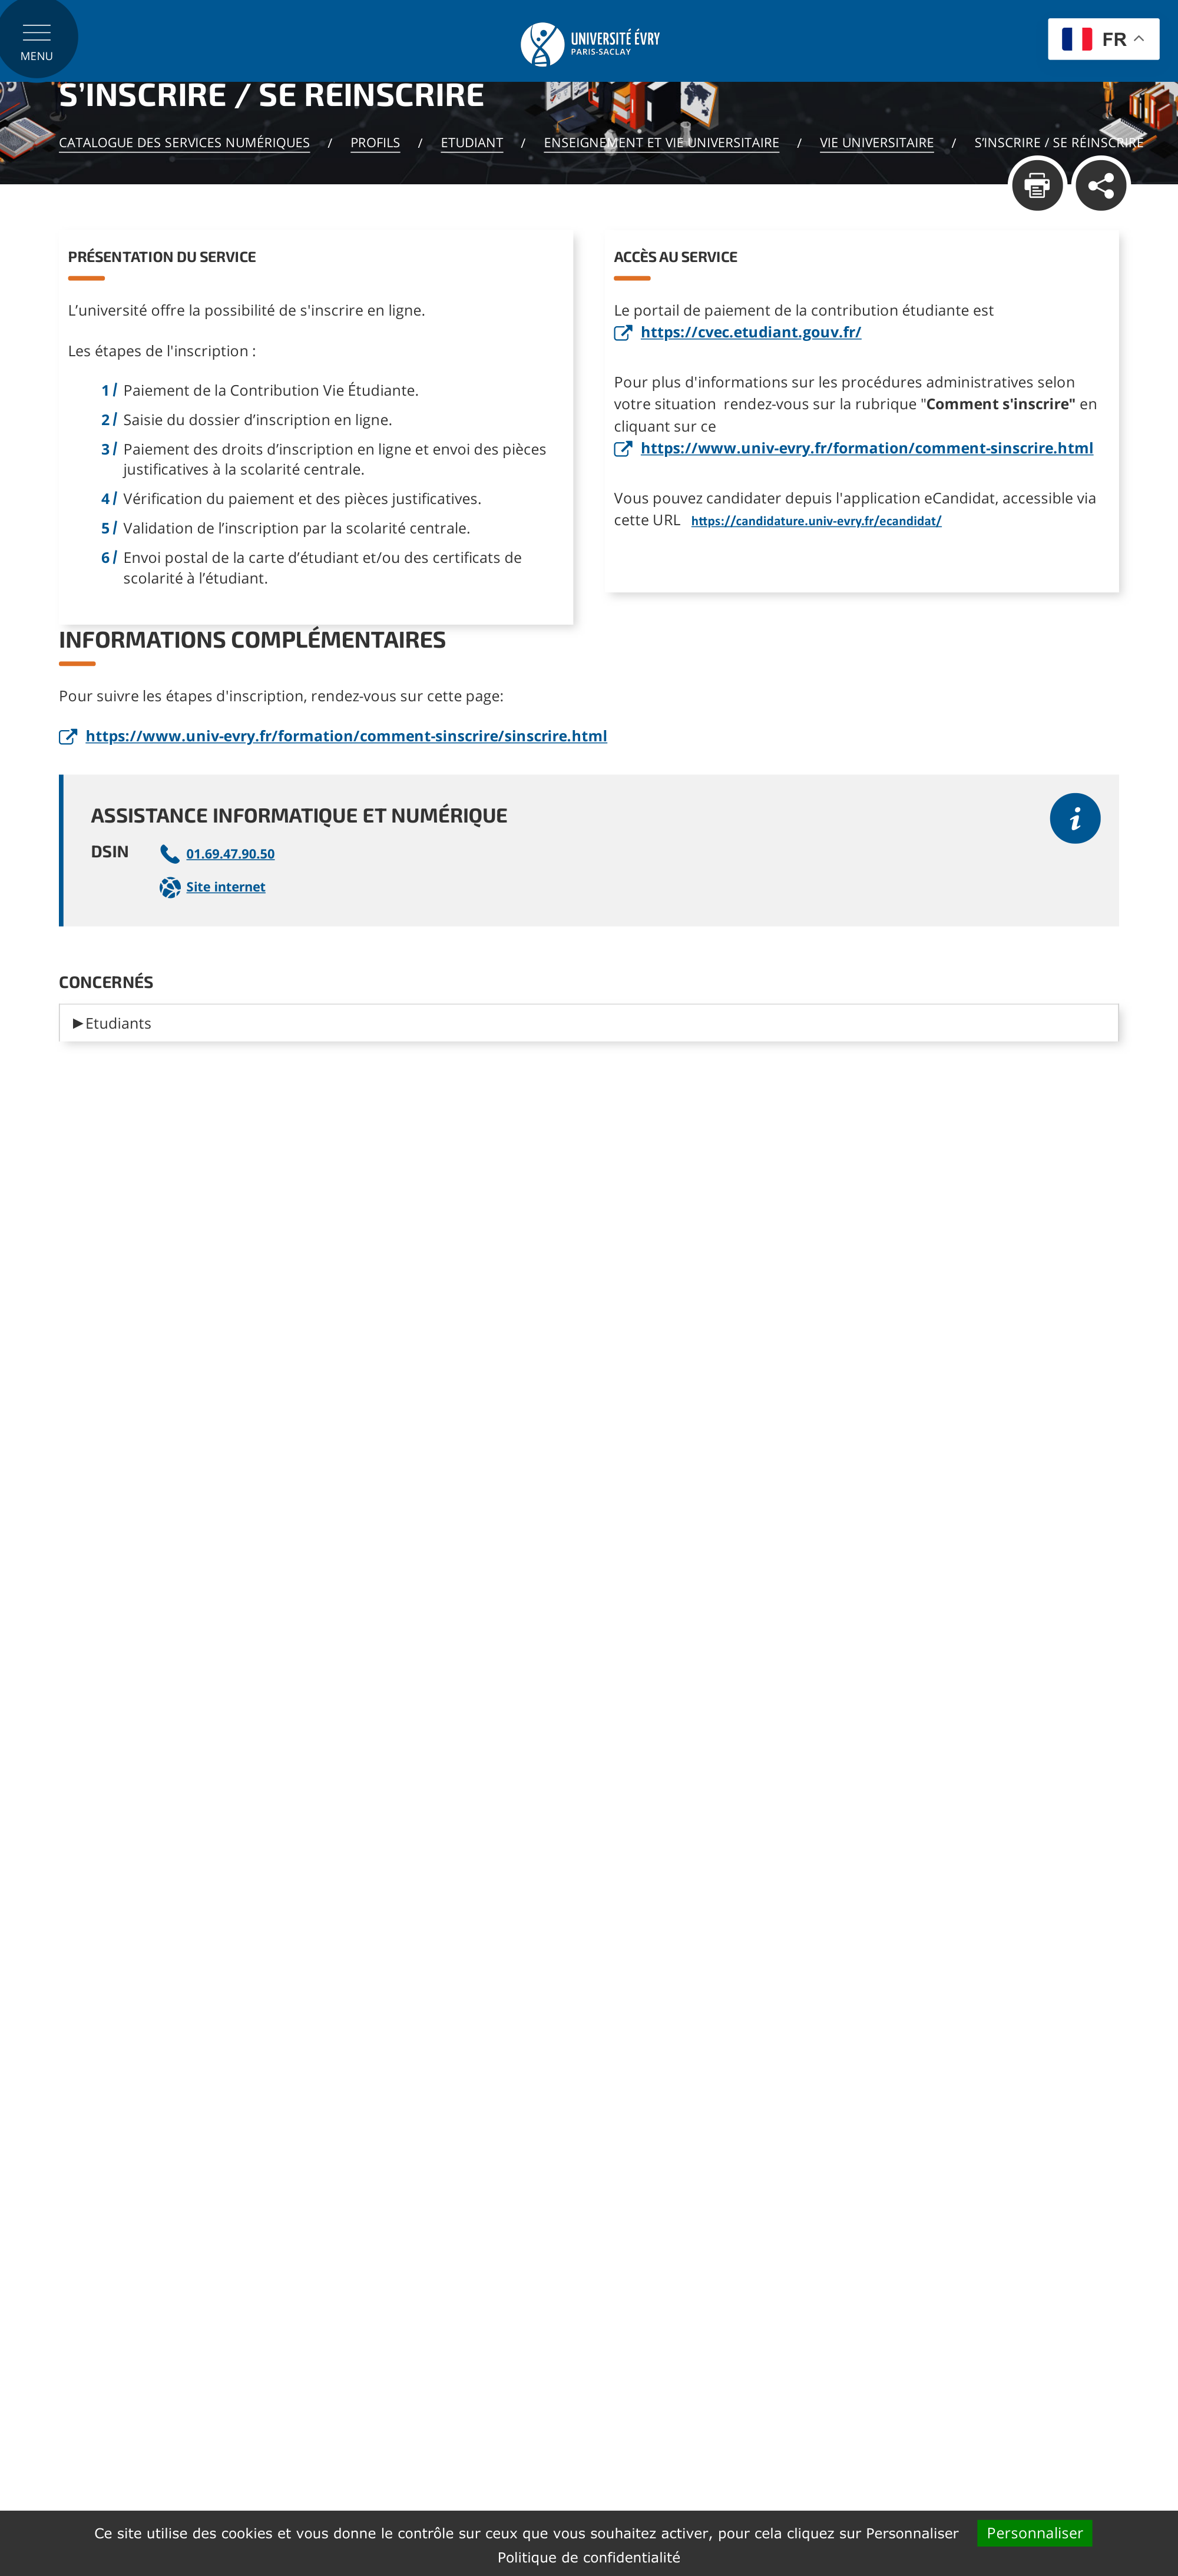 MENU
UNIVERSITÉ ÉVRY
PARIS-SACLAY
FR
S’INSCRIRE / SE RÉINSCRIRE
CATALOGUE DES SERVICES NUMÉRIQUES / PROFILS / ETUDIANT / ENSEIGNEMENT ET VIE UNIVERSITAIRE / VIE UNIVERSITAIRE / S’INSCRIRE / SE RÉINSCRIRE
PRÉSENTATION DU SERVICE
L’université offre la possibilité de s'inscrire en ligne.
Les étapes de l'inscription :
1 / Paiement de la Contribution Vie Étudiante.
2 / Saisie du dossier d’inscription en ligne.
3 / Paiement des droits d’inscription en ligne et envoi des pièces
justificatives à la scolarité centrale.
4 / Vérification du paiement et des pièces justificatives.
5 / Validation de l’inscription par la scolarité centrale.
6 / Envoi postal de la carte d’étudiant et/ou des certificats de
scolarité à l’étudiant.
ACCÈS AU SERVICE
Le portail de paiement de la contribution étudiante est
https://cvec.etudiant.gouv.fr/
Pour plus d'informations sur les procédures administratives selon
votre situation rendez-vous sur la rubrique "Comment s'inscrire" en
cliquant sur ce
https://www.univ-evry.fr/formation/comment-sinscrire.html
Vous pouvez candidater depuis l'application eCandidat, accessible via
cette URL https://candidature.univ-evry.fr/ecandidat/
INFORMATIONS COMPLÉMENTAIRES
Pour suivre les étapes d'inscription, rendez-vous sur cette page:
https://www.univ-evry.fr/formation/comment-sinscrire/sinscrire.html
ASSISTANCE INFORMATIQUE ET NUMÉRIQUE
DSIN 01.69.47.90.50
Site internet
CONCERNÉS
Etudiants
Ce site utilise des cookies et vous donne le contrôle sur ceux que vous souhaitez activer, pour cela cliquez sur Personnaliser Personnaliser
Politique de confidentialité